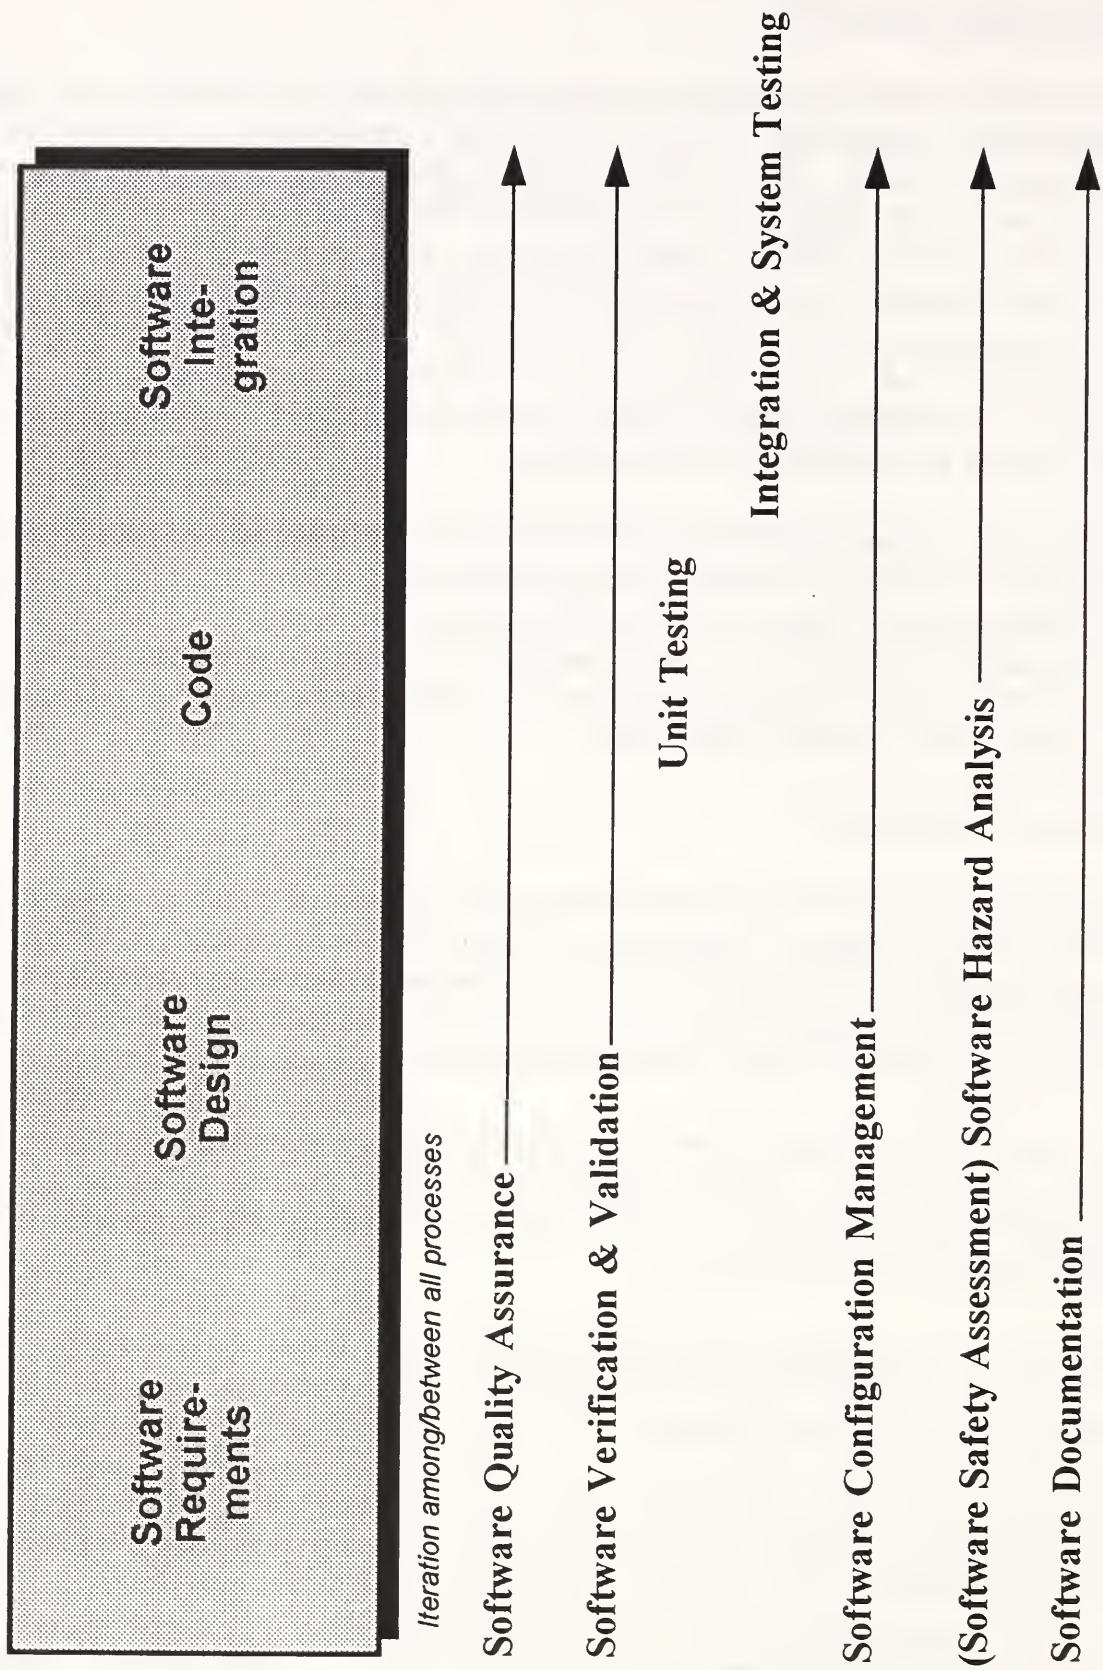 Software
Require-
ments
Software
Design
Code
Software
Inte-
gration
Iteration among/between all processes
Software Quality Assurance
Software Verification & Validation
Unit Testing
Integration & System Testing
Software Configuration Management
(Software Safety Assessment) Software Hazard Analysis
Software Documentation